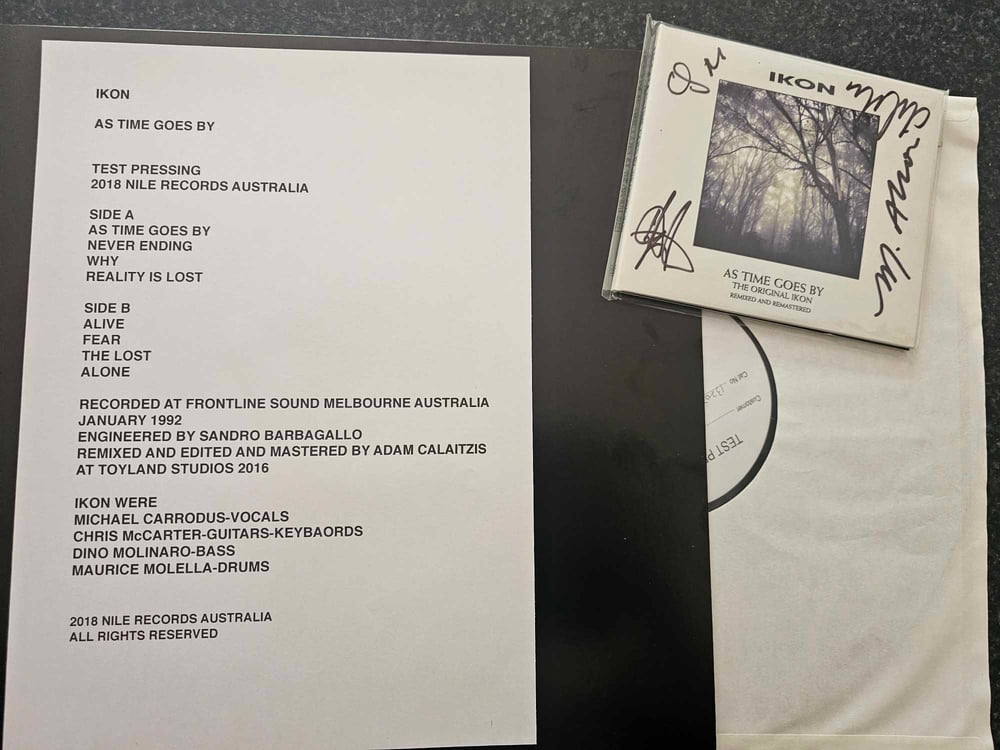 IKON
AS TIME GOES BY
TEST PRESSING
2018 NILE RECORDS AUSTRALIA
SIDE A
AS TIME GOES BY
NEVER ENDING
WHY
REALITY IS LOST
SIDE B
ALIVE
FEAR
THE LOST
ALONE
RECORDED AT FRONTLINE SOUND MELBOURNE AUSTRALIA
JANUARY 1992
ENGINEERED BY SANDRO BARBAGALLO
REMIXED AND EDITED AND MASTERED BY ADAM CALAITZIS
AT TOYLAND STUDIOS 2016
IKON WERE
MICHAEL CARRODUS-VOCALS
CHRIS McCARTER-GUITARS-KEYBAORDS
DINO MOLINARO-BASS
MAURICE MOLELLA-DRUMS
2018 NILE RECORDS AUSTRALIA
ALL RIGHTS RESERVED
IKON
AS TIME GOES BY
THE ORIGINAL IKON
REMIXED AND REMASTERED
Cat No
Customer
TEST